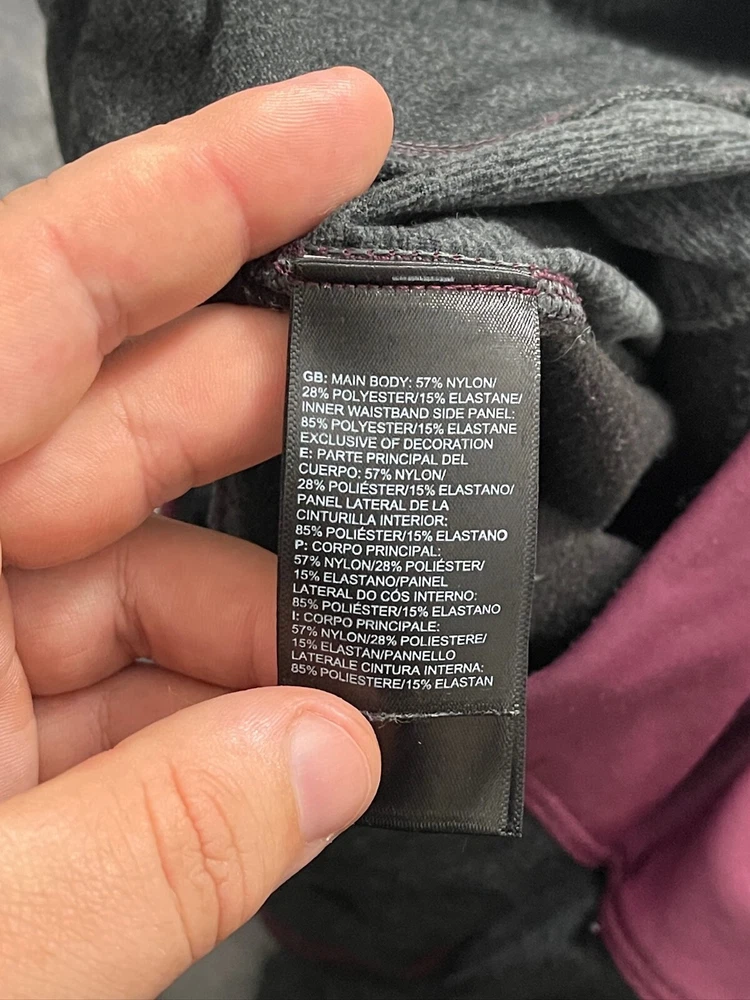 GB: MAIN BODY: 57% NYLON/
28% POLYESTER/15% ELASTANE/
INNER WAISTBAND SIDE PANEL:
85% POLYESTER/15% ELASTANE
EXCLUSIVE OF DECORATION
E: PARTE PRINCIPAL DEL
CUERPO: 57% NYLON/
28% POLIÉSTER/15% ELASTANO/
PANEL LATERAL DE LA
CINTURILLA INTERIOR:
85% POLIÉSTER/15% ELASTANO
P: CORPO PRINCIPAL:
57% NYLON/28% POLIÉSTER/
15% ELASTANO/PAINEL
LATERAL DO CÓS INTERNO:
85% POLIÉSTER/15% ELASTANO
I: CORPO PRINCIPALE:
57% NYLON/28% POLIESTERE/
15% ELASTAN/PANNELLO
LATERALE CINTURA INTERNA:
85% POLIESTERE/15% ELASTAN